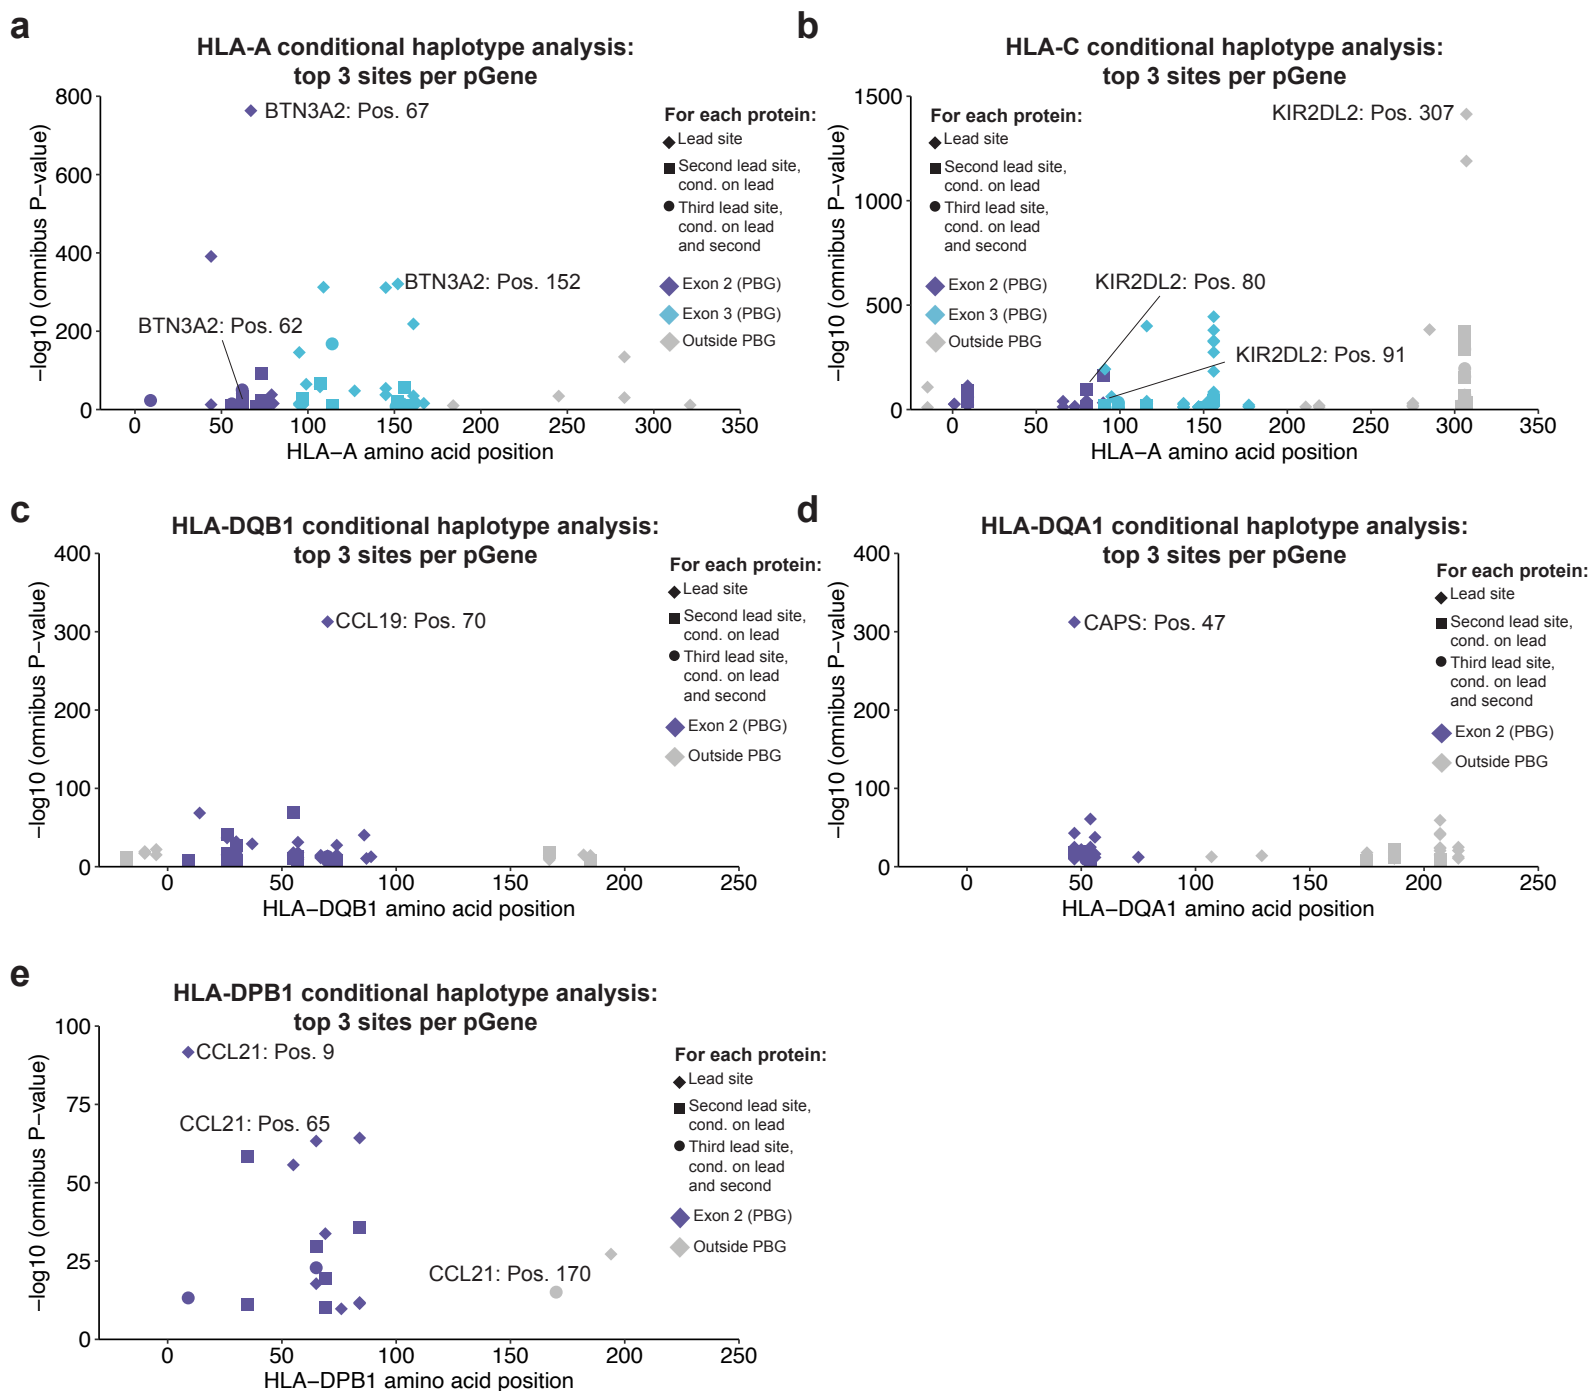 a
HLA-A conditional haplotype analysis:
top 3 sites per pGene
−log10 (omnibus P−value)
800
600
400
200
0
0
50
100
150
200
250
300
350
HLA−A amino acid position
BTN3A2: Pos. 67
BTN3A2: Pos. 152
BTN3A2: Pos. 62
For each protein:
Lead site
Second lead site,
cond. on lead
Third lead site,
cond. on lead
and second
Exon 2 (PBG)
Exon 3 (PBG)
Outside PBG
b
HLA-C conditional haplotype analysis:
top 3 sites per pGene
−log10 (omnibus P−value)
1500
1000
500
0
0
50
100
150
200
250
300
350
HLA−A amino acid position
For each protein:
Lead site
Second lead site,
cond. on lead
Third lead site,
cond. on lead
and second
Exon 2 (PBG)
Exon 3 (PBG)
Outside PBG
KIR2DL2: Pos. 307
KIR2DL2: Pos. 80
KIR2DL2: Pos. 91
c
HLA-DQB1 conditional haplotype analysis:
top 3 sites per pGene
−log10 (omnibus P−value)
400
300
200
100
0
0
50
100
150
200
250
HLA−DQB1 amino acid position
CCL19: Pos. 70
For each protein:
Lead site
Second lead site,
cond. on lead
Third lead site,
cond. on lead
and second
Exon 2 (PBG)
Outside PBG
d
HLA-DQA1 conditional haplotype analysis:
top 3 sites per pGene
−log10 (omnibus P−value)
400
300
200
100
0
0
50
100
150
200
250
HLA−DQA1 amino acid position
CAPS: Pos. 47
For each protein:
Lead site
Second lead site,
cond. on lead
Third lead site,
cond. on lead
and second
Exon 2 (PBG)
Outside PBG
e
HLA-DPB1 conditional haplotype analysis:
top 3 sites per pGene
−log10 (omnibus P−value)
100
75
50
25
0
0
50
100
150
200
250
HLA−DPB1 amino acid position
CCL21: Pos. 9
CCL21: Pos. 65
CCL21: Pos. 170
For each protein:
Lead site
Second lead site,
cond. on lead
Third lead site,
cond. on lead
and second
Exon 2 (PBG)
Outside PBG